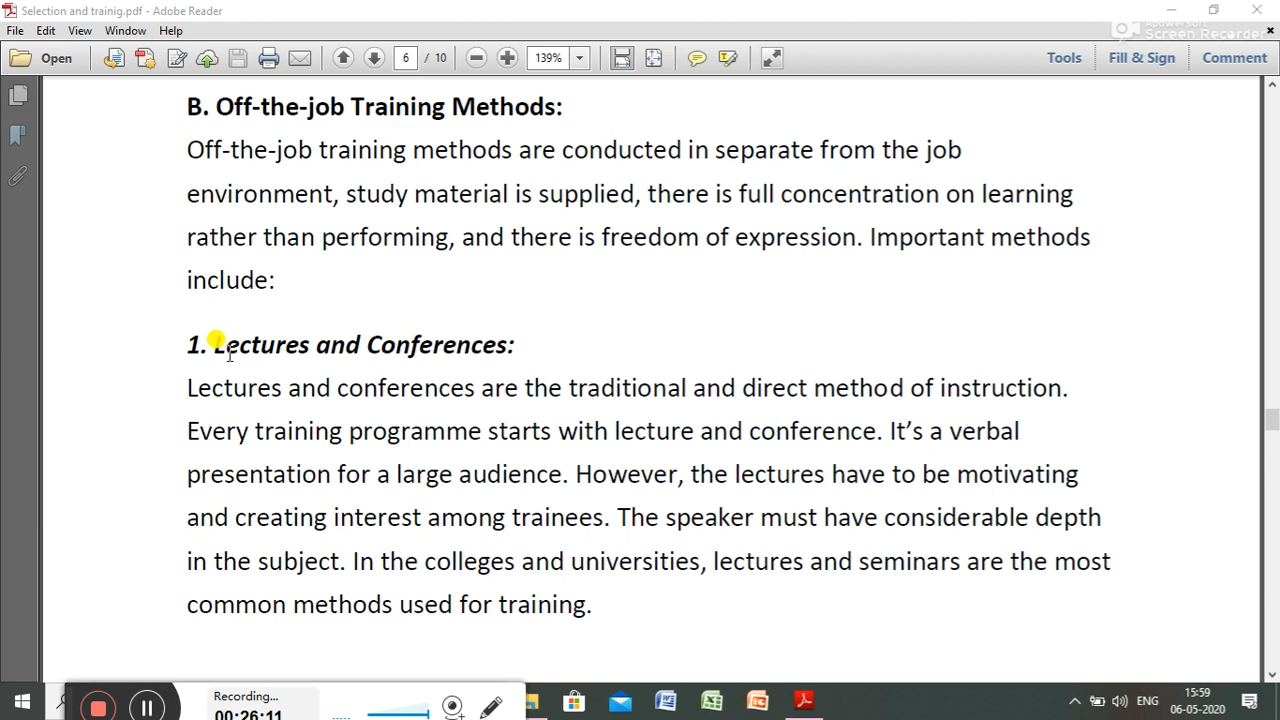 Selection and trainig.pdf - Adobe Reader
File Edit View Window Help
Apowersoft
Screen Recorder
Open 6 / 10 139% Tools Fill & Sign Comment
B. Off-the-job Training Methods:
Off-the-job training methods are conducted in separate from the job
environment, study material is supplied, there is full concentration on learning
rather than performing, and there is freedom of expression. Important methods
include:
1. Lectures and Conferences:
Lectures and conferences are the traditional and direct method of instruction.
Every training programme starts with lecture and conference. It’s a verbal
presentation for a large audience. However, the lectures have to be motivating
and creating interest among trainees. The speaker must have considerable depth
in the subject. In the colleges and universities, lectures and seminars are the most
common methods used for training.
Recording...
00:26:11
ENG
15:59
06-05-2020